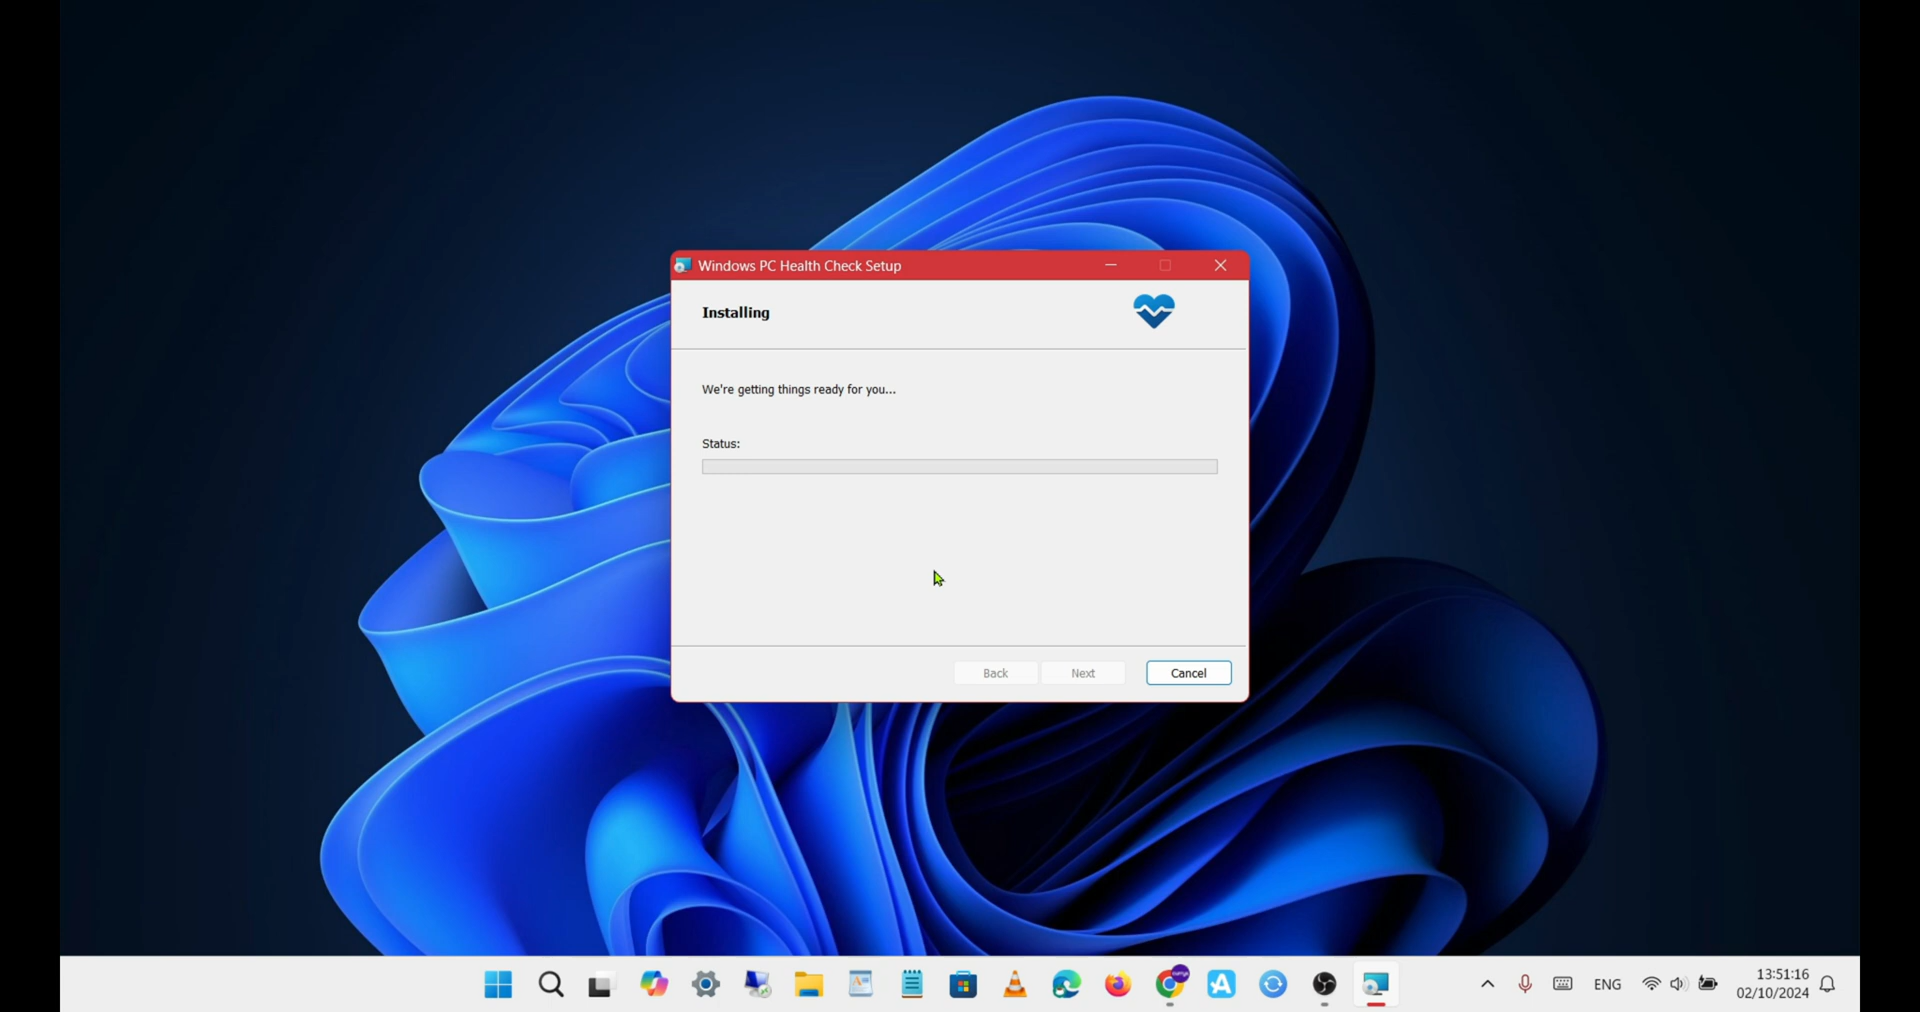 Windows PC Health Check Setup
Installing
We're getting things ready for you...
Status:
Back
Next
Cancel
ENG
13:51:16
02/10/2024